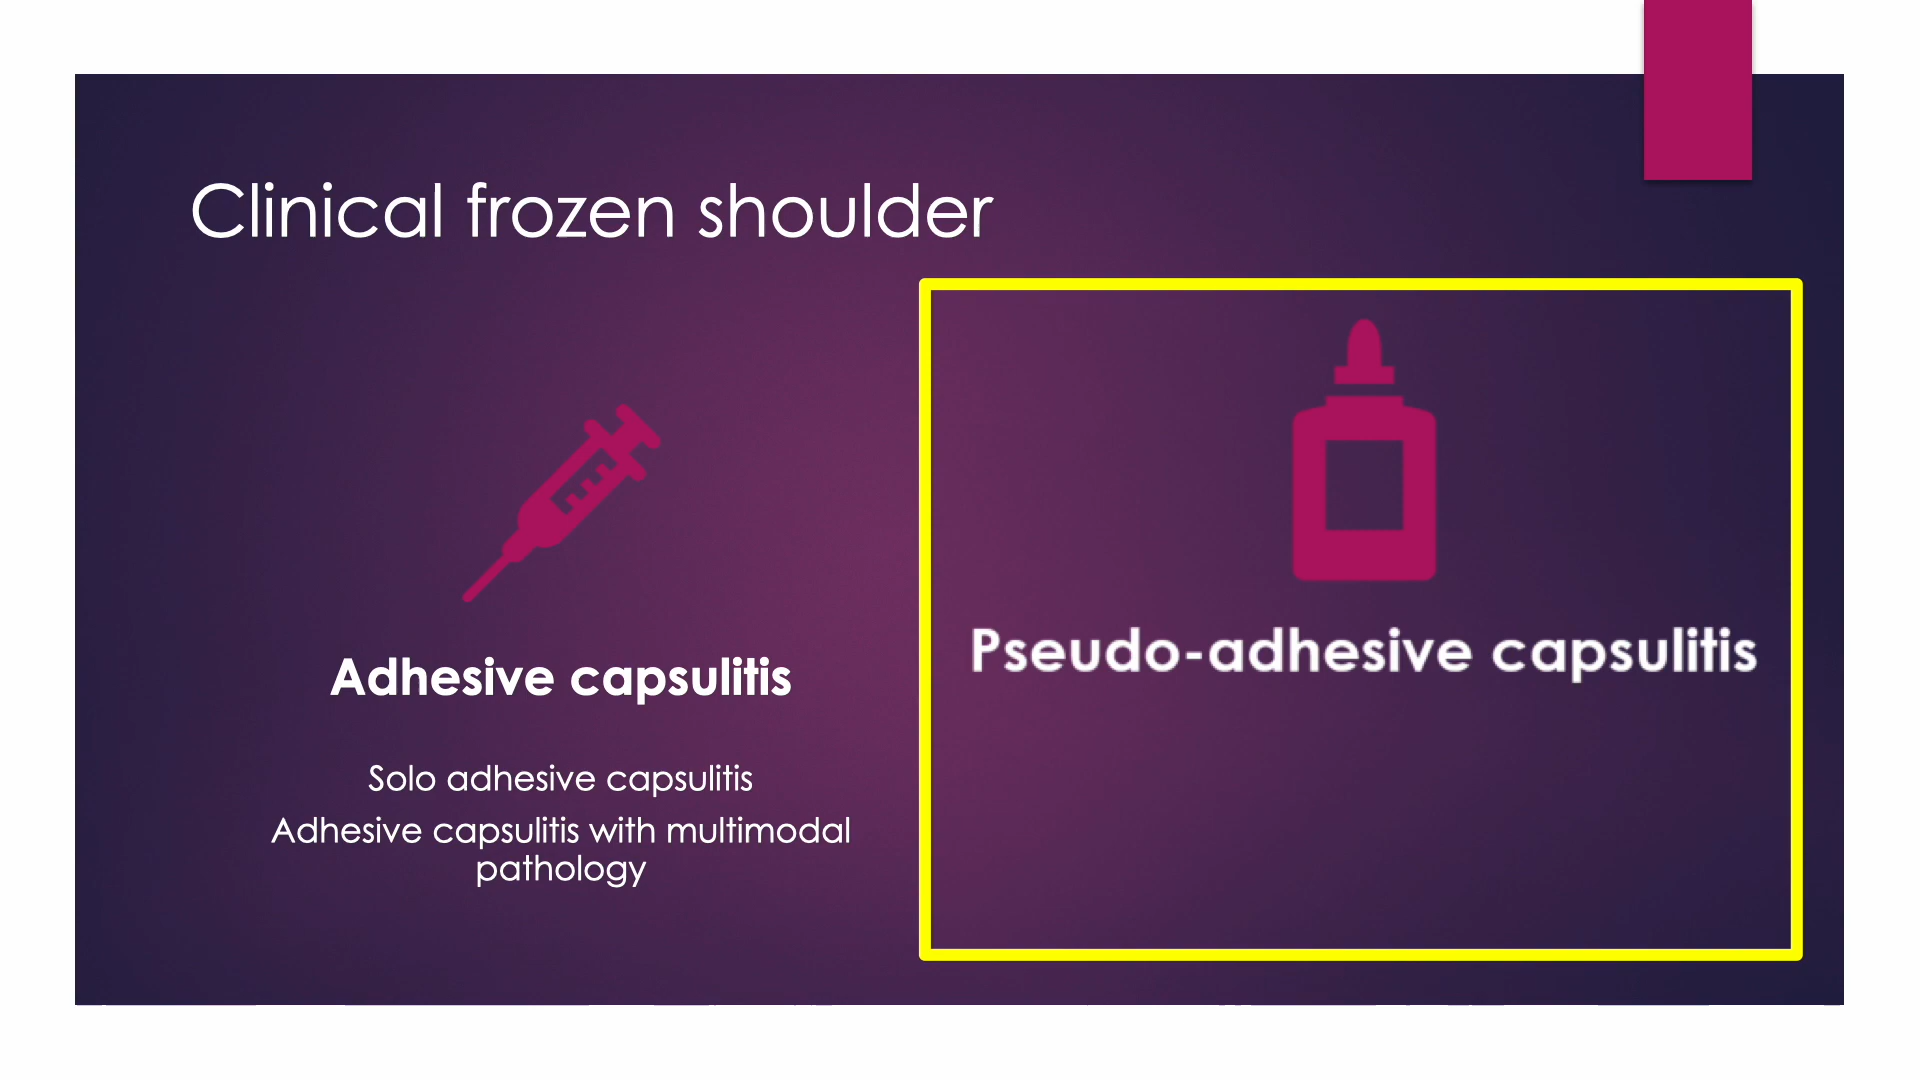 Clinical frozen shoulder
Adhesive capsulitis
Solo adhesive capsulitis
Adhesive capsulitis with multimodal
pathology
Pseudo-adhesive capsulitis